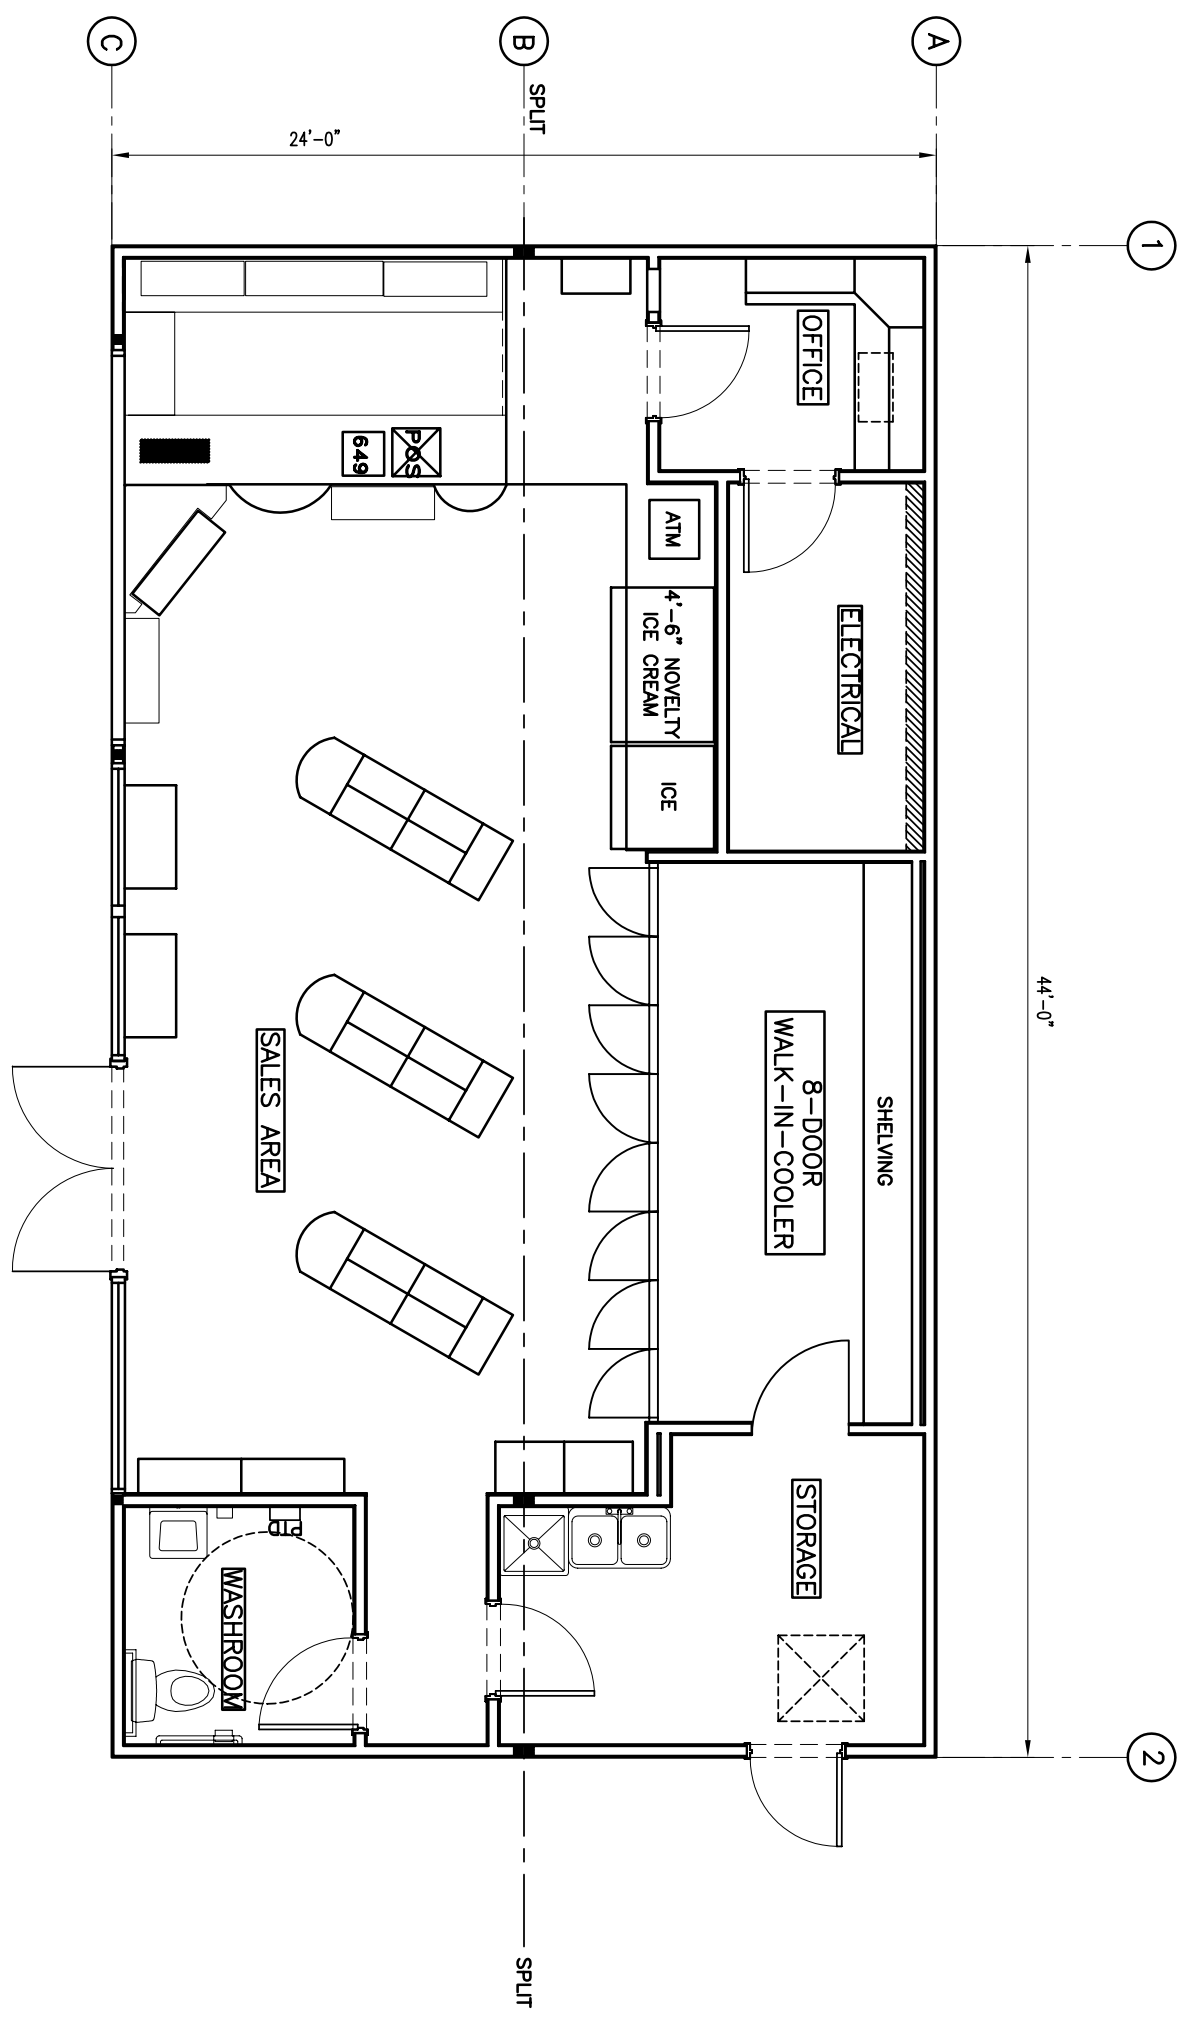 A
B
C
1
2
SPLIT
24'-0"
44'-0"
OFFICE
ELECTRICAL
SHELVING
8-DOOR
WALK-IN-COOLER
STORAGE
ATM
4'-6" NOVELTY
ICE CREAM
ICE
POS
649
SALES AREA
WASHROOM
SPLIT